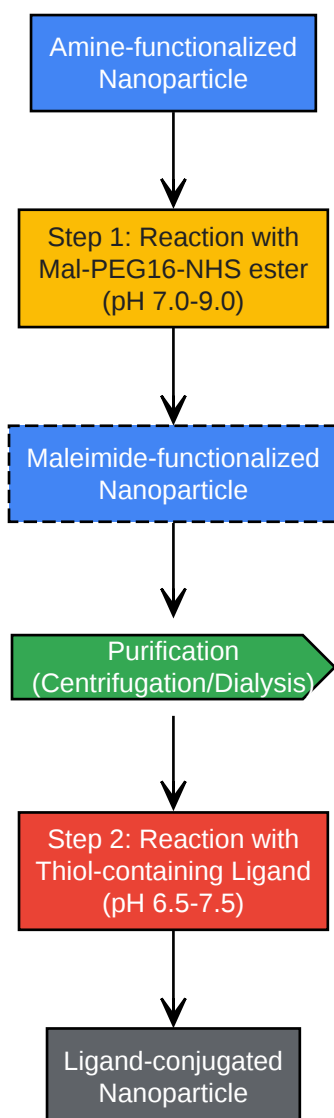 Amine-functionalized
Nanoparticle
Step 1: Reaction with
Mal-PEG16-NHS ester
(pH 7.0-9.0)
Maleimide-functionalized
Nanoparticle
Purification
(Centrifugation/Dialysis)
Step 2: Reaction with
Thiol-containing Ligand
(pH 6.5-7.5)
Ligand-conjugated
Nanoparticle